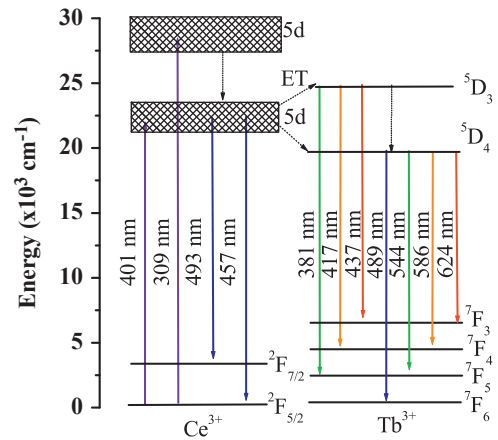 30
25
20
15
10
5
0
Energy (x10³ cm⁻¹)
5d
5d
ET
⁵D₃
⁵D₄
401 nm
309 nm
493 nm
457 nm
381 nm
417 nm
437 nm
489 nm
544 nm
586 nm
624 nm
²F₇/₂
²F₅/₂
⁷F₃
⁷F₄
⁷F₅
⁷F₆
Ce³⁺
Tb³⁺